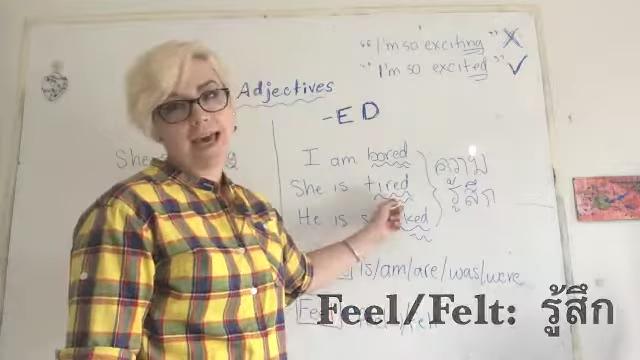 "I'm so exciting" X
"I'm so excited" ✓
Adjectives
-ED
She
I am bored
She is tired
He is
ความ
รู้สึก
is/am/are/was/were
Feel/Felt: รู้สึก